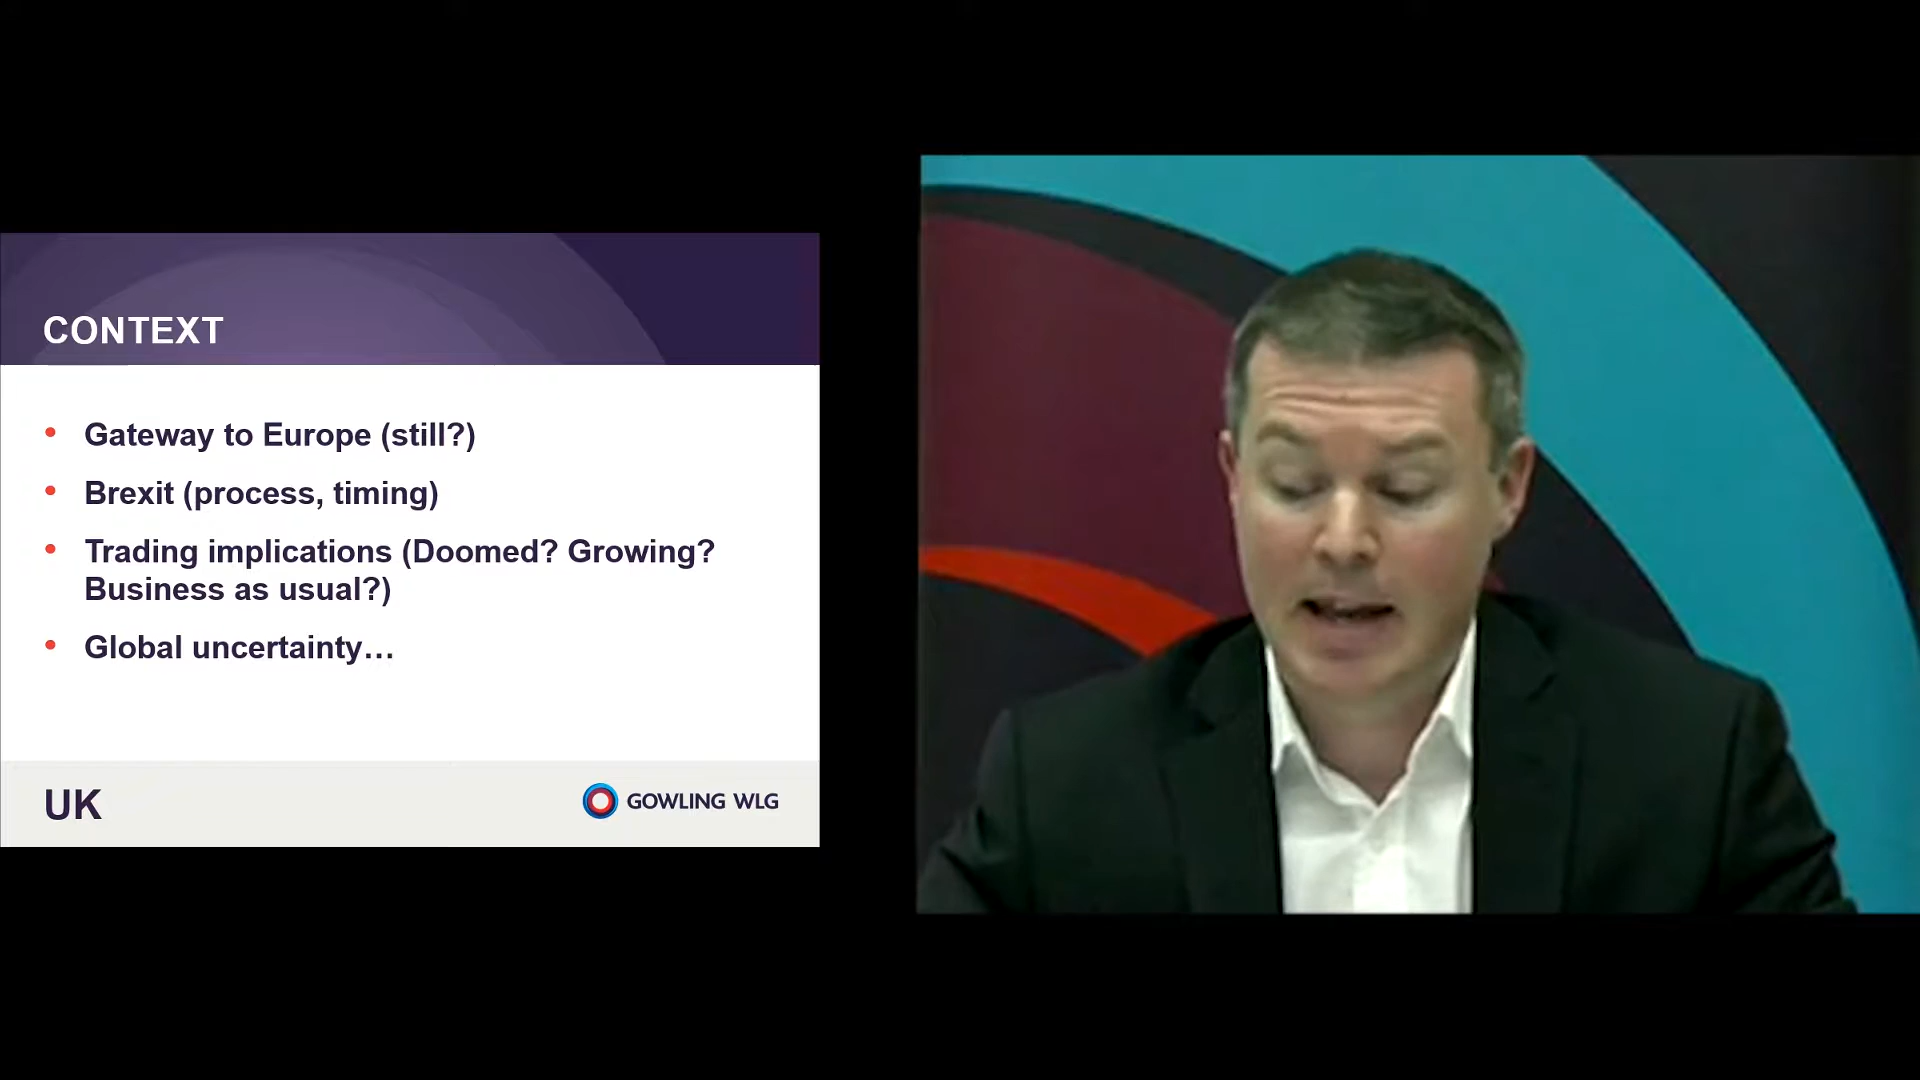 CONTEXT
• Gateway to Europe (still?)
• Brexit (process, timing)
• Trading implications (Doomed? Growing?
Business as usual?)
• Global uncertainty…
UK
GOWLING WLG